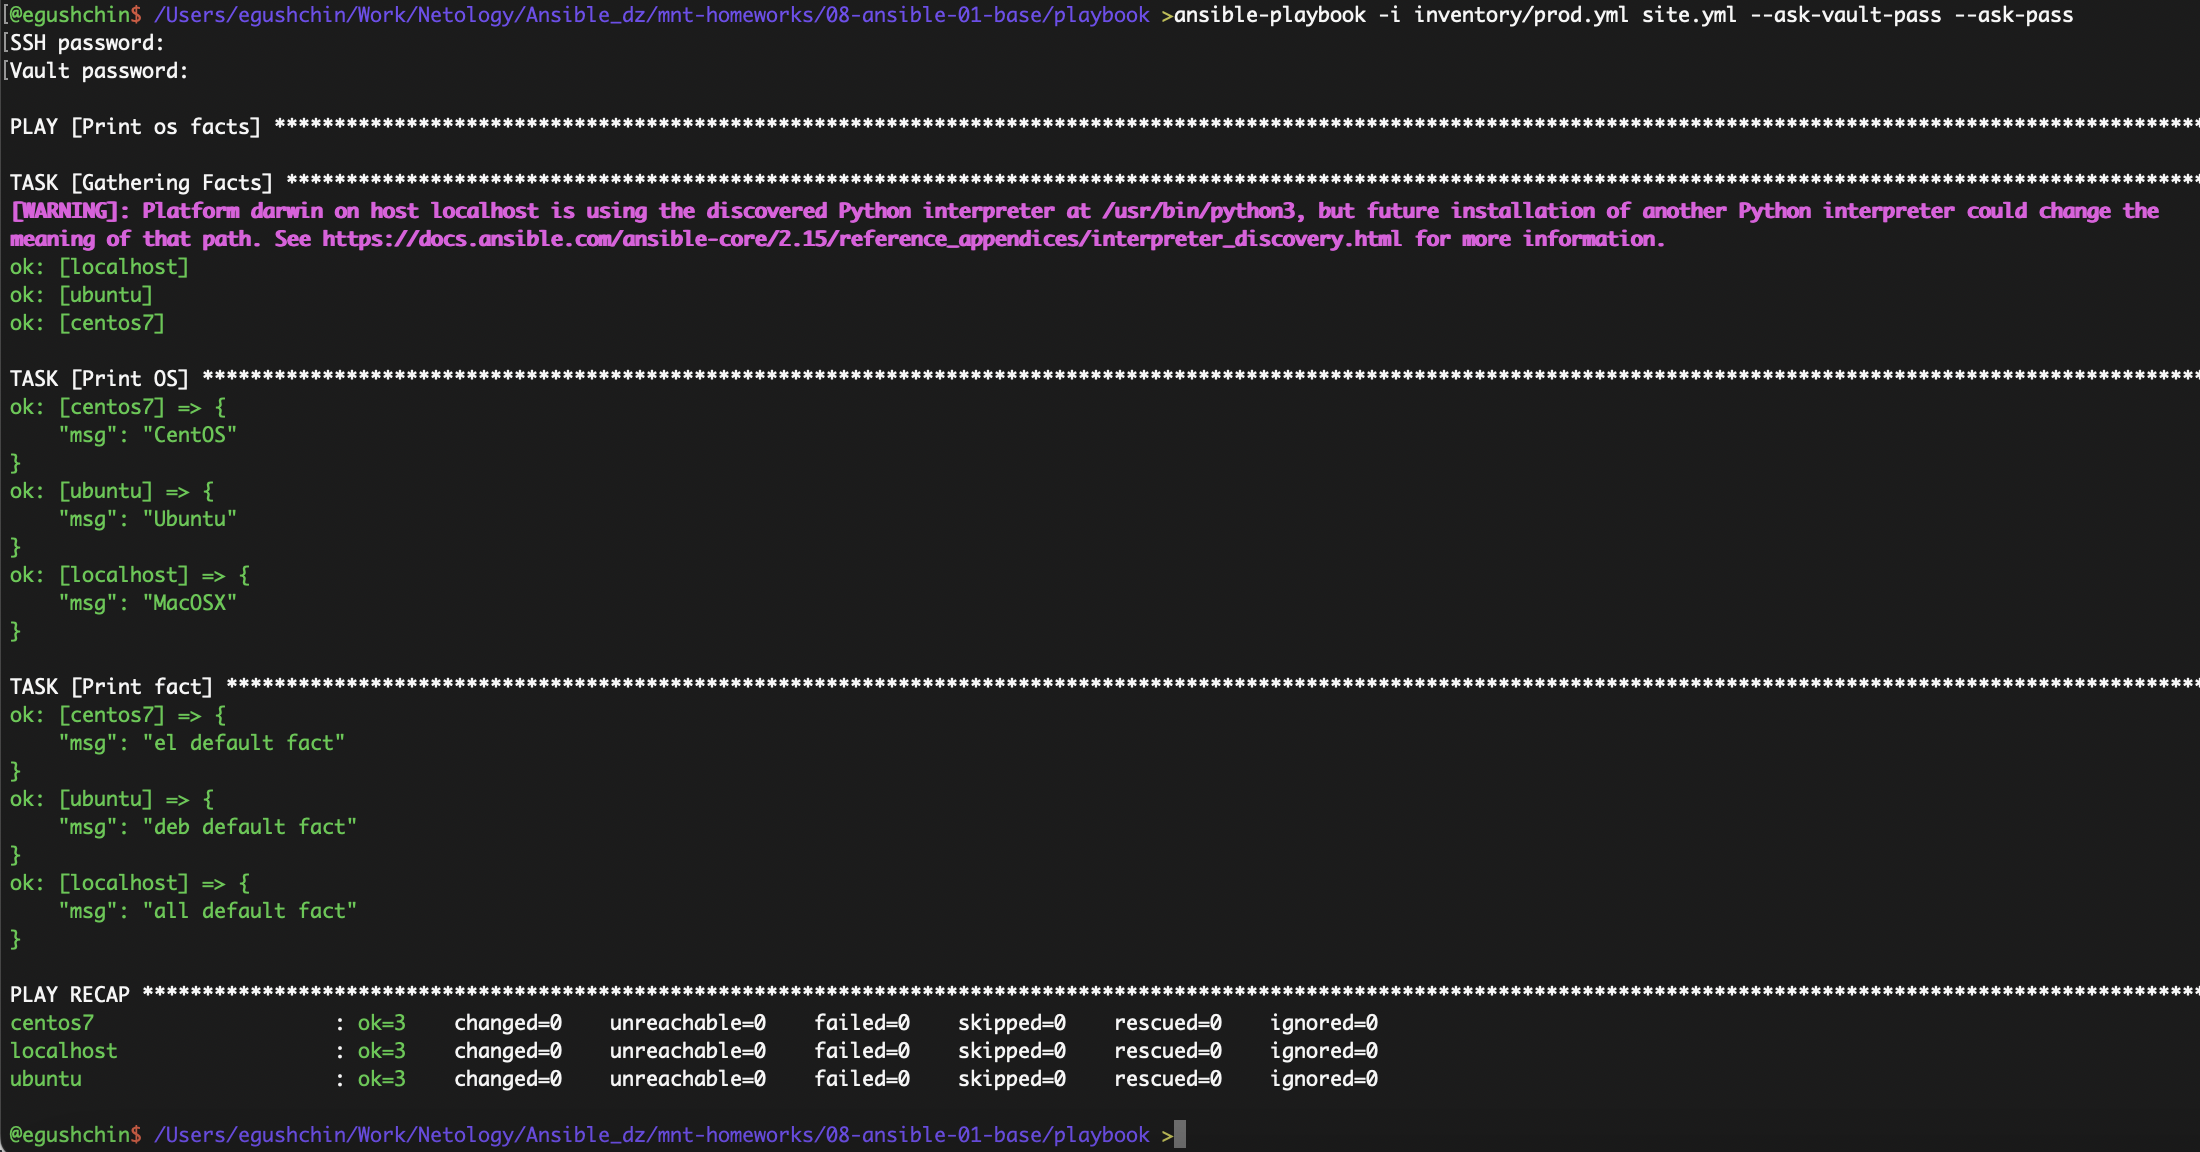 [@egushchin$ /Users/egushchin/Work/Netology/Ansible_dz/mnt-homeworks/08-ansible-01-base/playbook >ansible-playbook -i inventory/prod.yml site.yml --ask-vault-pass --ask-pass
[SSH password:
[Vault password:
PLAY [Print os facts] ****************************************************************************************************************************************************************
TASK [Gathering Facts] ***************************************************************************************************************************************************************
[WARNING]: Platform darwin on host localhost is using the discovered Python interpreter at /usr/bin/python3, but future installation of another Python interpreter could change the
meaning of that path. See https://docs.ansible.com/ansible-core/2.15/reference_appendices/interpreter_discovery.html for more information.
ok: [localhost]
ok: [ubuntu]
ok: [centos7]
TASK [Print OS] **********************************************************************************************************************************************************************
ok: [centos7] => {
    "msg": "CentOS"
}
ok: [ubuntu] => {
    "msg": "Ubuntu"
}
ok: [localhost] => {
    "msg": "MacOSX"
}
TASK [Print fact] ********************************************************************************************************************************************************************
ok: [centos7] => {
    "msg": "el default fact"
}
ok: [ubuntu] => {
    "msg": "deb default fact"
}
ok: [localhost] => {
    "msg": "all default fact"
}
PLAY RECAP ***************************************************************************************************************************************************************************
centos7                    : ok=3    changed=0    unreachable=0    failed=0    skipped=0    rescued=0    ignored=0
localhost                  : ok=3    changed=0    unreachable=0    failed=0    skipped=0    rescued=0    ignored=0
ubuntu                     : ok=3    changed=0    unreachable=0    failed=0    skipped=0    rescued=0    ignored=0
@egushchin$ /Users/egushchin/Work/Netology/Ansible_dz/mnt-homeworks/08-ansible-01-base/playbook >